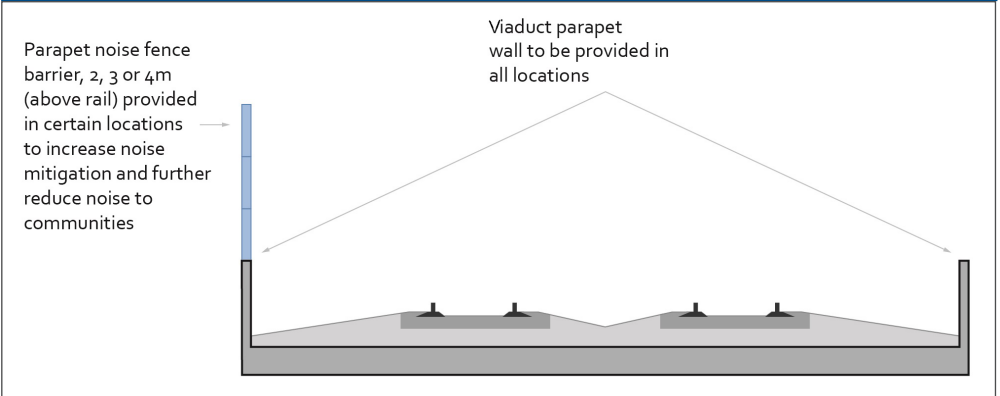 Parapet noise fence
barrier, 2, 3 or 4m
(above rail) provided
in certain locations
to increase noise
mitigation and further
reduce noise to
communities
Viaduct parapet
wall to be provided in
all locations